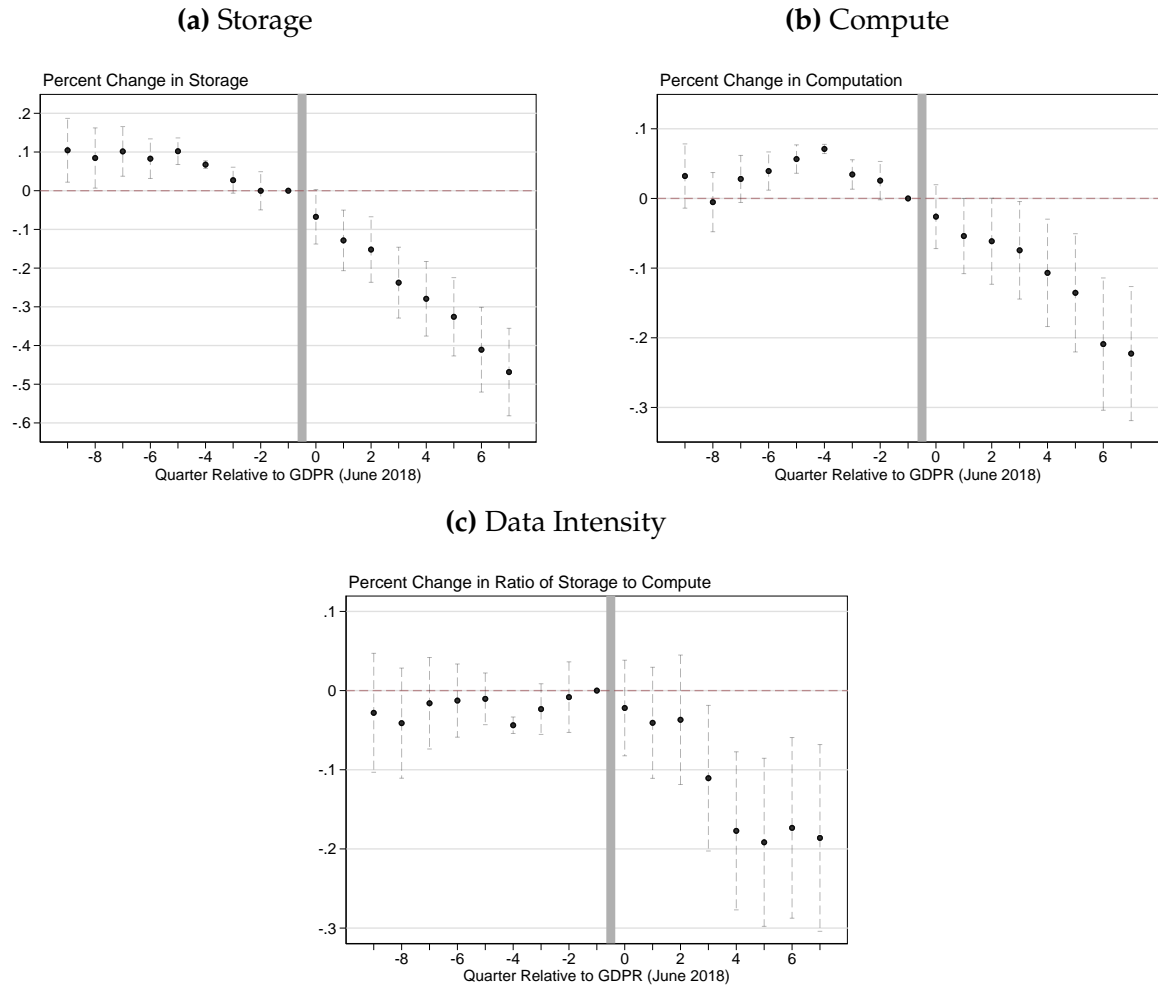 (a) Storage
Percent Change in Storage
.2
.1
0
-.1
-.2
-.3
-.4
-.5
-.6
-8 -6 -4 -2 0 2 4 6
Quarter Relative to GDPR (June 2018)
(b) Compute
Percent Change in Computation
.1
0
-.1
-.2
-.3
-8 -6 -4 -2 0 2 4 6
Quarter Relative to GDPR (June 2018)
(c) Data Intensity
Percent Change in Ratio of Storage to Compute
.1
0
-.1
-.2
-.3
-8 -6 -4 -2 0 2 4 6
Quarter Relative to GDPR (June 2018)